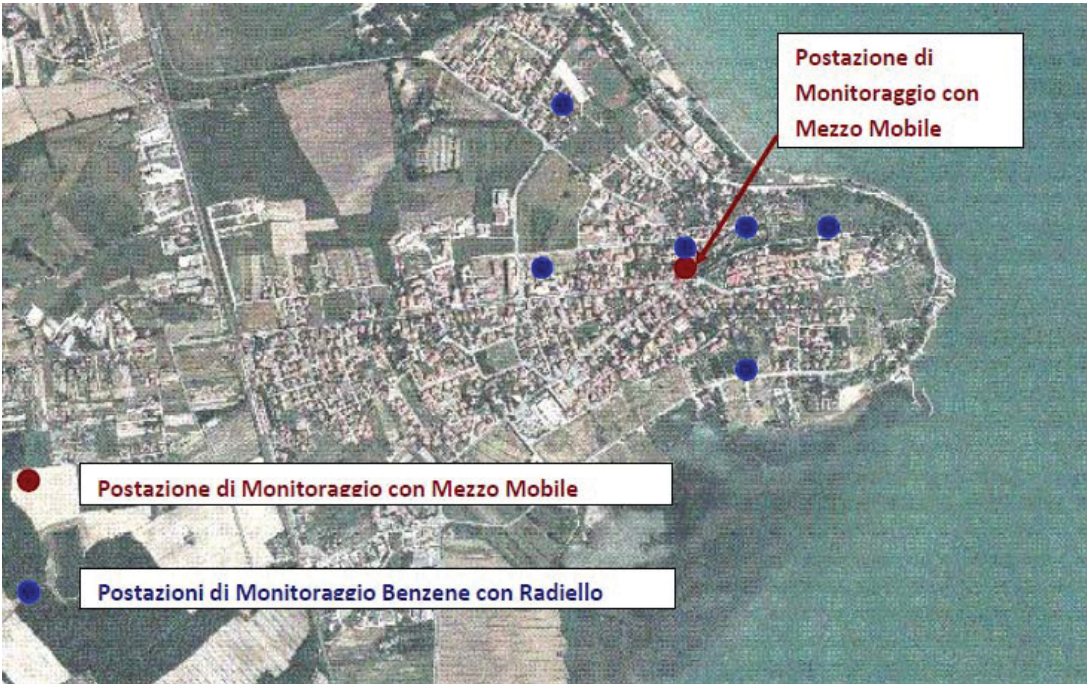 Postazione di
Monitoraggio con
Mezzo Mobile
Postazione di Monitoraggio con Mezzo Mobile
Postazioni di Monitoraggio Benzene con Radiello